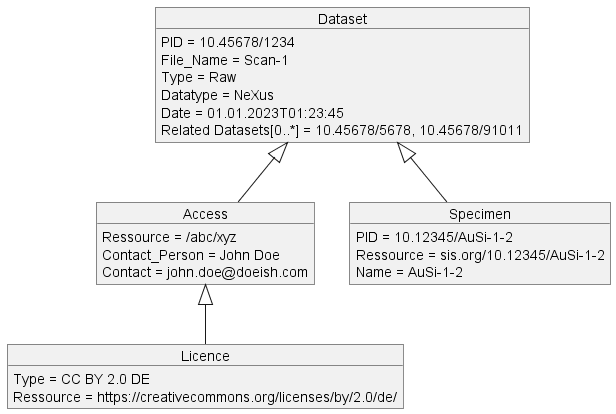 Dataset
PID = 10.45678/1234
File_Name = Scan-1
Type = Raw
Datatype = NeXus
Date = 01.01.2023T01:23:45
Related Datasets[0..*] = 10.45678/5678, 10.45678/91011
Access
Ressource = /abc/xyz
Contact_Person = John Doe
Contact = john.doe@doeish.com
Specimen
PID = 10.12345/AuSi-1-2
Ressource = sis.org/10.12345/AuSi-1-2
Name = AuSi-1-2
Licence
Type = CC BY 2.0 DE
Ressource = https://creativecommons.org/licenses/by/2.0/de/